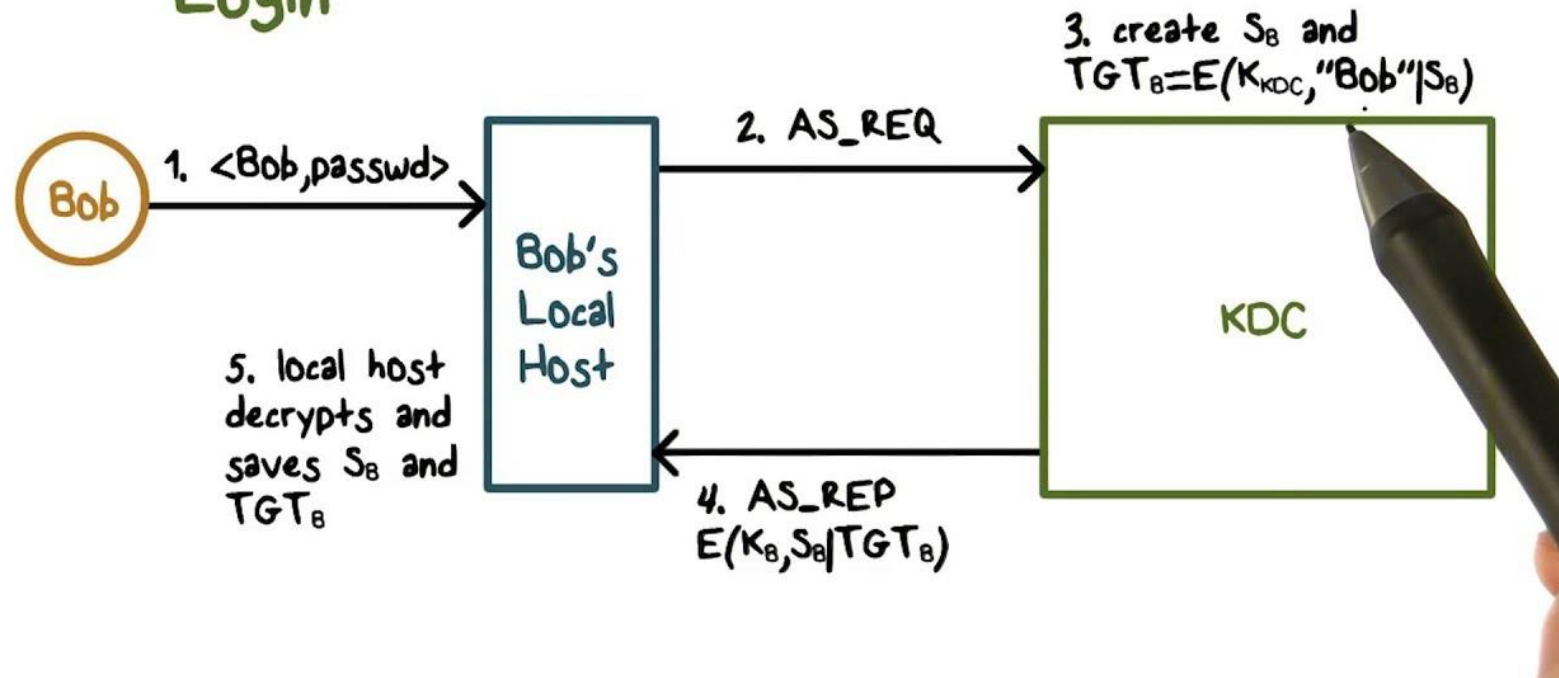 Login
3. create SB and
TGTB=E(KKDC,"Bob"|SB)
2. AS_REQ
1. <Bob,passwd>
Bob
Bob's
Local
Host
KDC
5. local host
decrypts and
saves SB and
TGTB
4. AS_REP
E(KB,SB|TGTB)